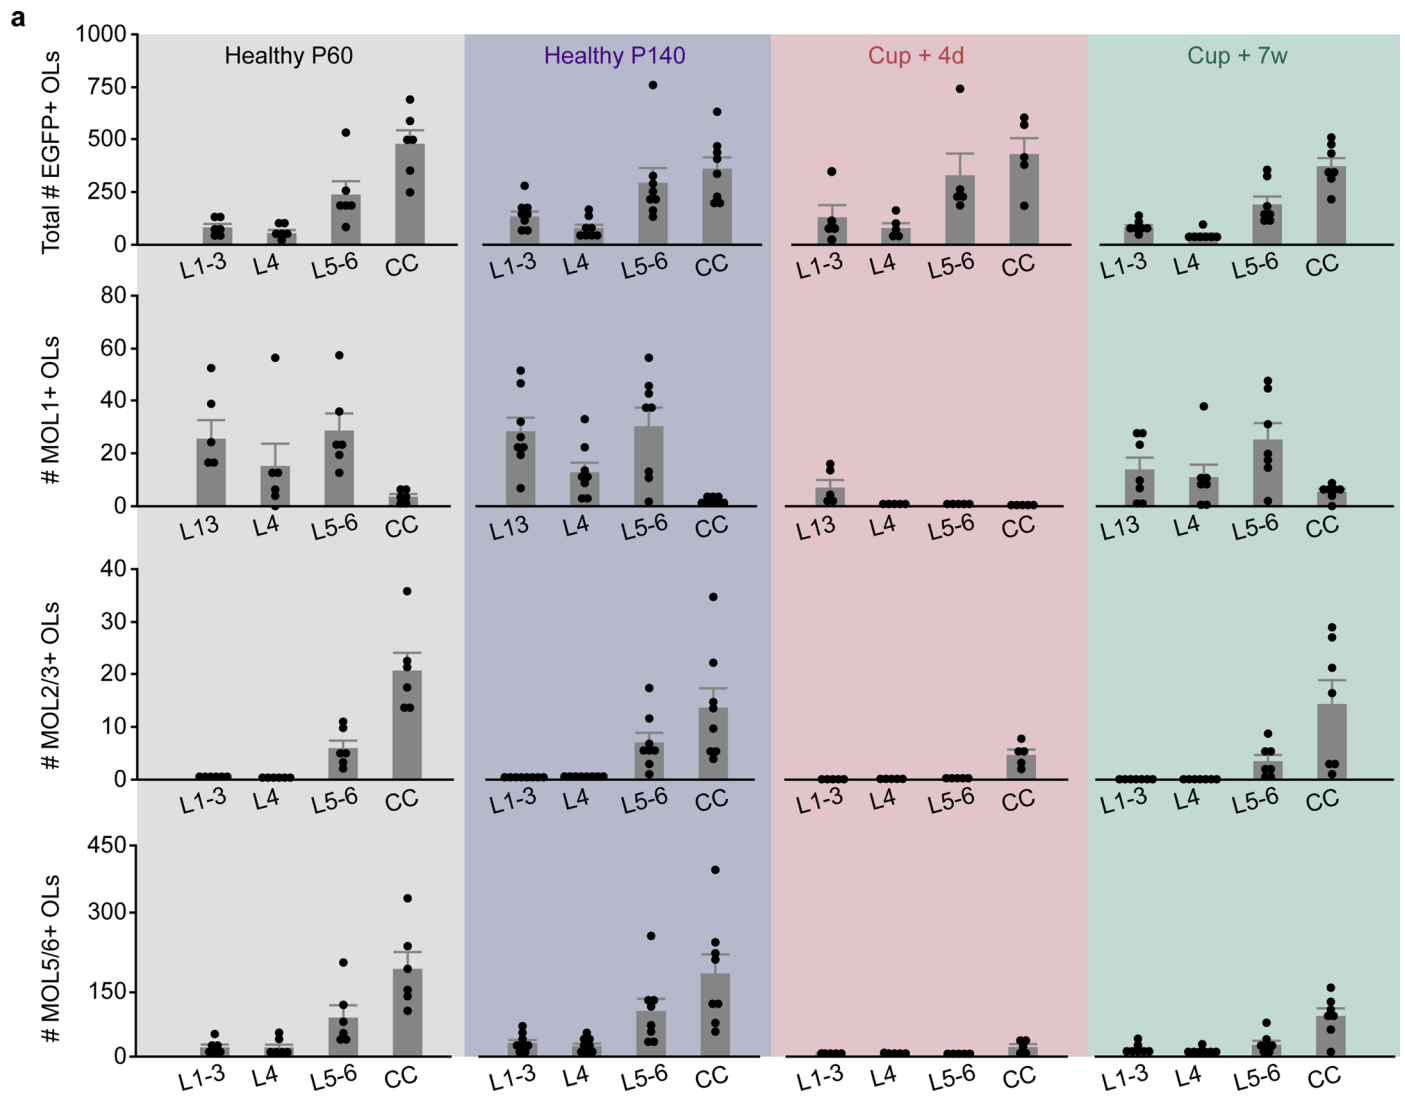 a
Healthy P60
Healthy P140
Cup + 4d
Cup + 7w
Total # EGFP+ OLs
1000
750
500
250
0
L1-3 L4 L5-6 CC
L1-3 L4 L5-6 CC
L1-3 L4 L5-6 CC
L1-3 L4 L5-6 CC
# MOL1+ OLs
80
60
40
20
0
L13 L4 L5-6 CC
L13 L4 L5-6 CC
L13 L4 L5-6 CC
L13 L4 L5-6 CC
# MOL2/3+ OLs
40
30
20
10
0
L1-3 L4 L5-6 CC
L1-3 L4 L5-6 CC
L1-3 L4 L5-6 CC
L1-3 L4 L5-6 CC
# MOL5/6+ OLs
450
300
150
0
L1-3 L4 L5-6 CC
L1-3 L4 L5-6 CC
L1-3 L4 L5-6 CC
L1-3 L4 L5-6 CC